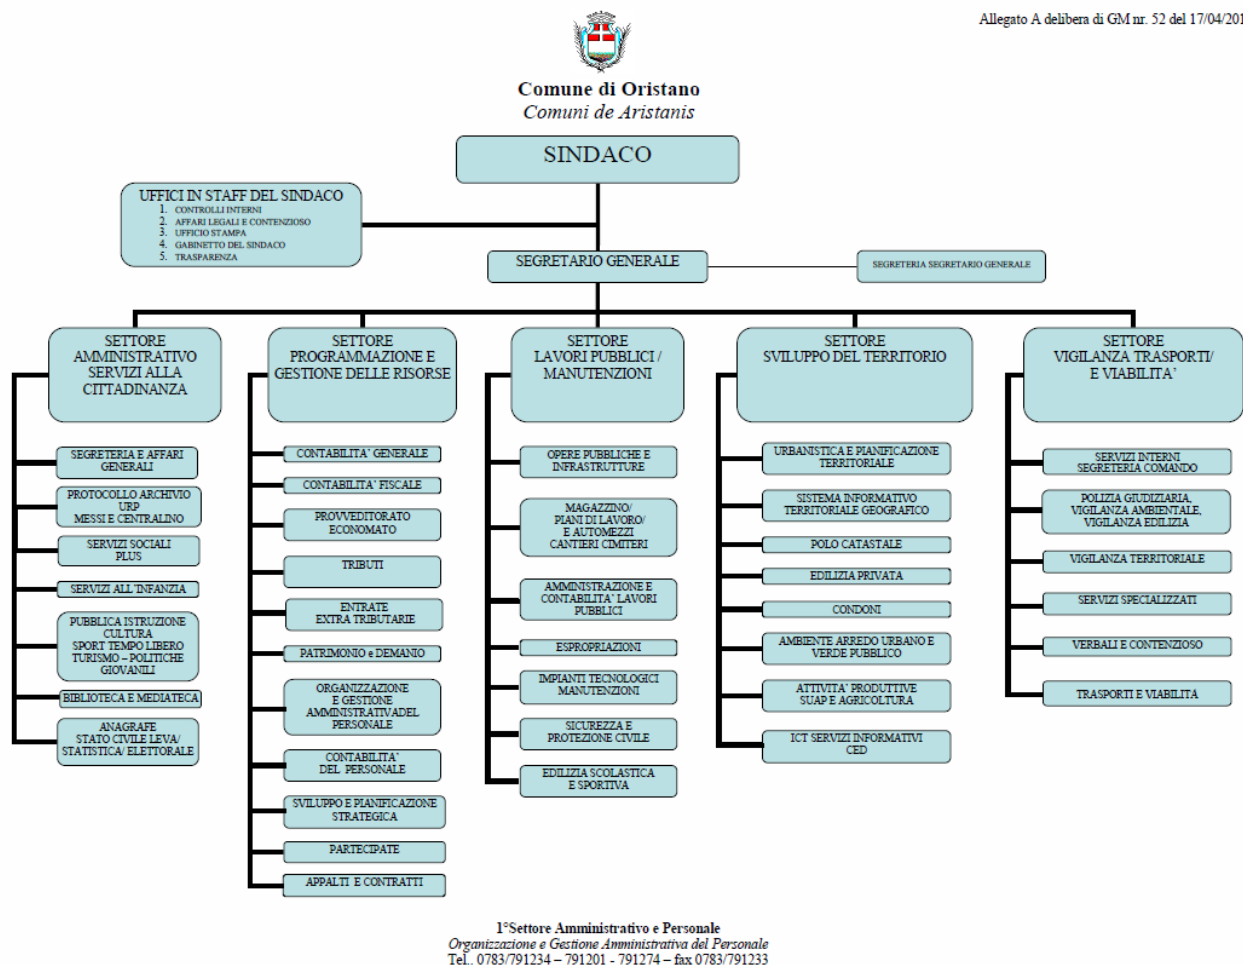 Allegato A delibera di GM nr. 52 del 17/04/201
Comune di Oristano
Comuni de Aristanis
SINDACO
UFFICI IN STAFF DEL SINDACO
1. CONTROLLI INTERNI
2. AFFARI LEGALI E CONTENZIOSO
3. UFFICIO STAMPA
4. GABINETTO DEL SINDACO
5. TRASPARENZA
SEGRETARIO GENERALE
SEGRETERIA SEGRETARIO GENERALE
SETTORE
AMMINISTRATIVO
SERVIZI ALLA
CITTADINANZA
SEGRETERIA E AFFARI
GENERALI
PROTOCOLLO ARCHIVIO
URP
MESSI E CENTRALINO
SERVIZI SOCIALI
PLUS
SERVIZI ALL'INFANZIA
PUBBLICA ISTRUZIONE
CULTURA
SPORT TEMPO LIBERO
TURISMO – POLITICHE
GIOVANILI
BIBLIOTECA E MEDIATECA
ANAGRAFE
STATO CIVILE LEVA/
STATISTICA/ ELETTORALE
SETTORE
PROGRAMMAZIONE E
GESTIONE DELLE RISORSE
CONTABILITA' GENERALE
CONTABILITA' FISCALE
PROVVEDITORATO
ECONOMATO
TRIBUTI
ENTRATE
EXTRA TRIBUTARIE
PATRIMONIO e DEMANIO
ORGANIZZAZIONE
E GESTIONE
AMMINISTRATIVADEL
PERSONALE
CONTABILITA'
DEL PERSONALE
SVILUPPO E PIANIFICAZIONE
STRATEGICA
PARTECIPATE
APPALTI E CONTRATTI
SETTORE
LAVORI PUBBLICI /
MANUTENZIONI
OPERE PUBBLICHE E
INFRASTRUTTURE
MAGAZZINO/
PIANI DI LAVORO/
E AUTOMEZZI
CANTIERI CIMITERI
AMMINISTRAZIONE E
CONTABILITA' LAVORI
PUBBLICI
ESPROPRIAZIONI
IMPIANTI TECNOLOGICI
MANUTENZIONI
SICUREZZA E
PROTEZIONE CIVILE
EDILIZIA SCOLASTICA
E SPORTIVA
SETTORE
SVILUPPO DEL TERRITORIO
URBANISTICA E PIANIFICAZIONE
TERRITORIALE
SISTEMA INFORMATIVO
TERRITORIALE GEOGRAFICO
POLO CATASTALE
EDILIZIA PRIVATA
CONDONI
AMBIENTE ARREDO URBANO E
VERDE PUBBLICO
ATTIVITA' PRODUTTIVE
SUAP E AGRICOLTURA
ICT SERVIZI INFORMATIVI
CED
SETTORE
VIGILANZA TRASPORTI/
E VIABILITA'
SERVIZI INTERNI
SEGRETERIA COMANDO
POLIZIA GIUDIZIARIA,
VIGILANZA AMBIENTALE,
VIGILANZA EDILIZIA
VIGILANZA TERRITORIALE
SERVIZI SPECIALIZZATI
VERBALI E CONTENZIOSO
TRASPORTI E VIABILITA
1°Settore Amministrativo e Personale
Organizzazione e Gestione Amministrativa del Personale
Tel.. 0783/791234 – 791201 - 791274 – fax 0783/791233